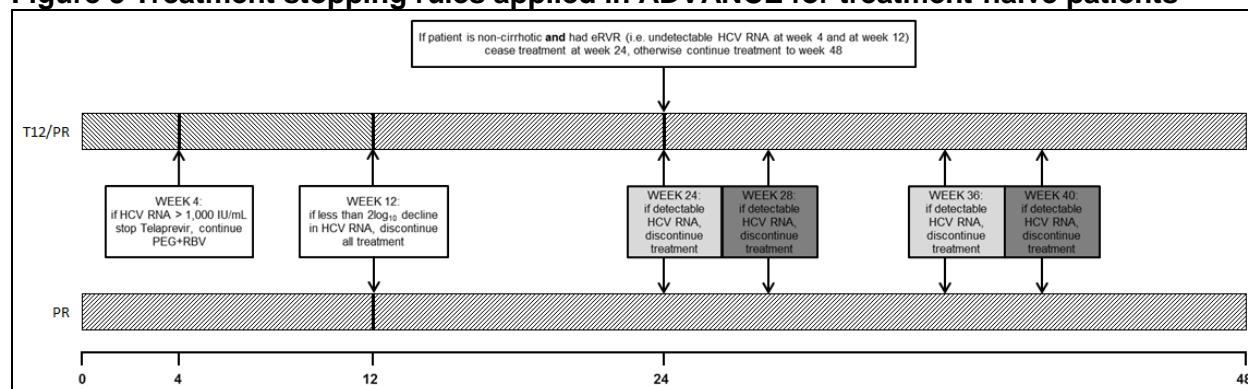 Figure 3 Treatment stopping rules applied in ADVANCE for treatment-naive patients
If patient is non-cirrhotic and had eRVR (i.e. undetectable HCV RNA at week 4 and at week 12)
cease treatment at week 24, otherwise continue treatment to week 48
T12/PR
WEEK 4:
if HCV RNA > 1,000 IU/mL
stop Telaprevir, continue
PEG+RBV
WEEK 12:
if less than 2log₁₀ decline
in HCV RNA, discontinue
all treatment
WEEK 24:
if detectable
HCV RNA,
discontinue
treatment
WEEK 28:
if detectable
HCV RNA,
discontinue
treatment
WEEK 36:
if detectable
HCV RNA,
discontinue
treatment
WEEK 40:
if detectable
HCV RNA,
discontinue
treatment
PR
0 4 12 24 48